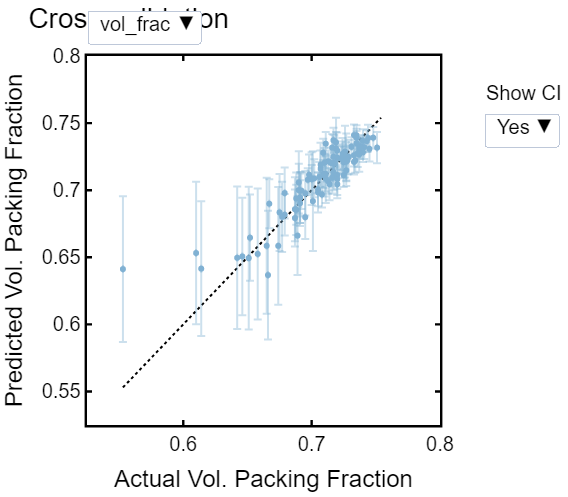 Cros on
vol_frac ▼
0.8
0.75
0.7
0.65
0.6
0.55
Predicted Vol. Packing Fraction
0.6 0.7 0.8
Actual Vol. Packing Fraction
Show CI
Yes ▼